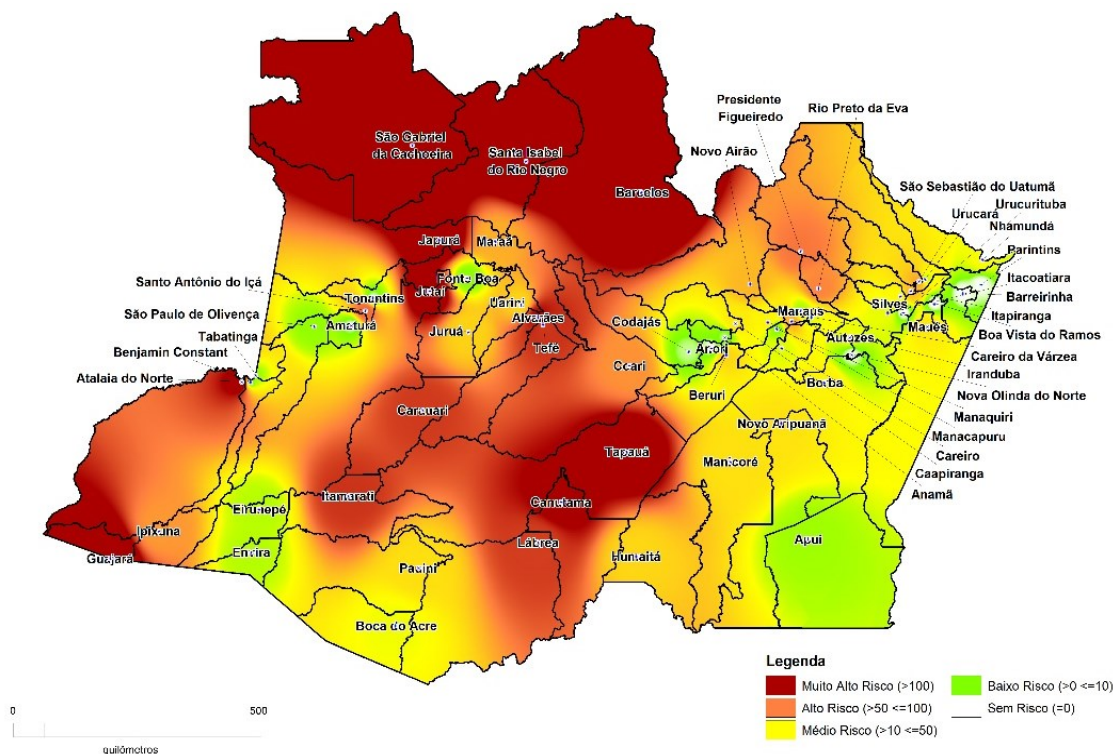 Presidente
Figueiredo
Rio Preto da Eva
Novo Airão
São Gabriel
da Cachoeira
Santa Isabel
do Rio Negro
Barcelos
São Sebastião do Uatumã
Urucurituba
Urucará
Nhamundá
Parintins
Japurá
Maraã
Santo Antônio do Içá
Fonte Boa
Itacoatiara
Tonantins
Jutaí
Uarini
Silves
Barreirinha
São Paulo de Olivença
Amaturá
Juruá
Alvarães
Codajás
Manaus
Maués
Itapiranga
Tabatinga
Tefé
Anori
Autazes
Boa Vista do Ramos
Benjamin Constant
Coari
Careiro da Várzea
Atalaia do Norte
Iranduba
Carauari
Beruri
Borba
Nova Olinda do Norte
Novo Aripuanã
Manaquiri
Tapauá
Manicoré
Manacapuru
Careiro
Itamarati
Canutama
Caapiranga
Eirunepé
Anamã
Ipixuna
Guajará
Envira
Lábrea
Humaitá
Apuí
Pauini
Boca do Acre
Legenda
Muito Alto Risco (>100)
Baixo Risco (>0 <=10)
Alto Risco (>50 <=100)
Sem Risco (=0)
Médio Risco (>10 <=50)
0
500
quilómetros